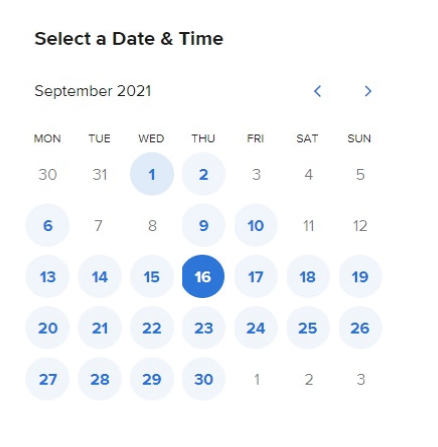 Select a Date & Time
September 2021
MON TUE WED THU FRI SAT SUN
30 31 1 2 3 4 5
6 7 8 9 10 11 12
13 14 15 16 17 18 19
20 21 22 23 24 25 26
27 28 29 30 1 2 3